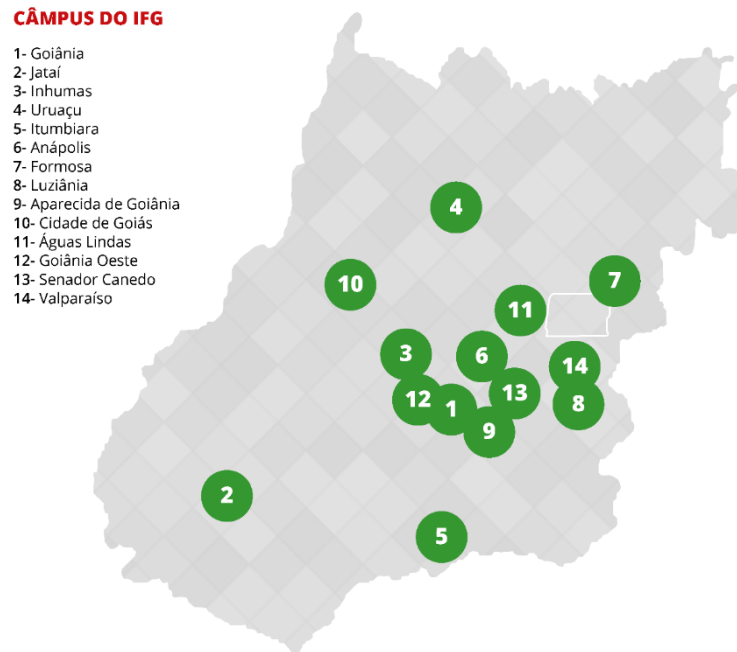 CÂMPUS DO IFG
1- Goiânia
2- Jataí
3- Inhumas
4- Uruaçu
5- Itumbiara
6- Anápolis
7- Formosa
8- Luziânia
9- Aparecida de Goiânia
10- Cidade de Goiás
11- Águas Lindas
12- Goiânia Oeste
13- Senador Canedo
14- Valparaíso
4
7
10
11
3
6
14
12
1
13
8
9
2
5